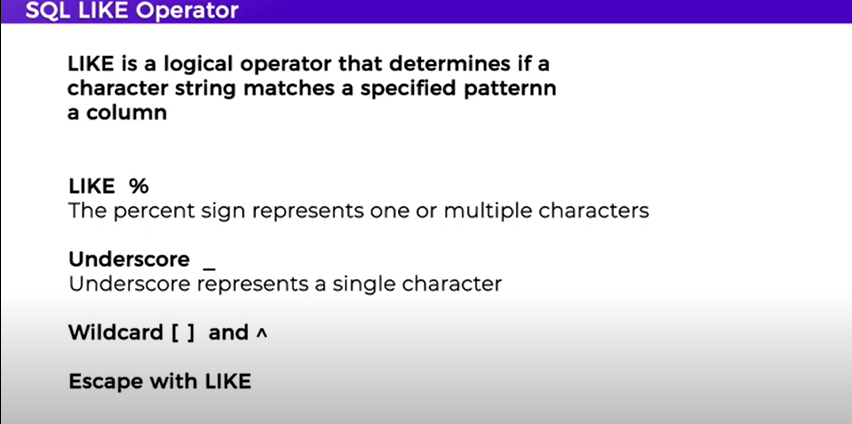 SQL LIKE Operator
LIKE is a logical operator that determines if a
character string matches a specified patternn
a column
LIKE %
The percent sign represents one or multiple characters
Underscore _
Underscore represents a single character
Wildcard [ ] and ^
Escape with LIKE